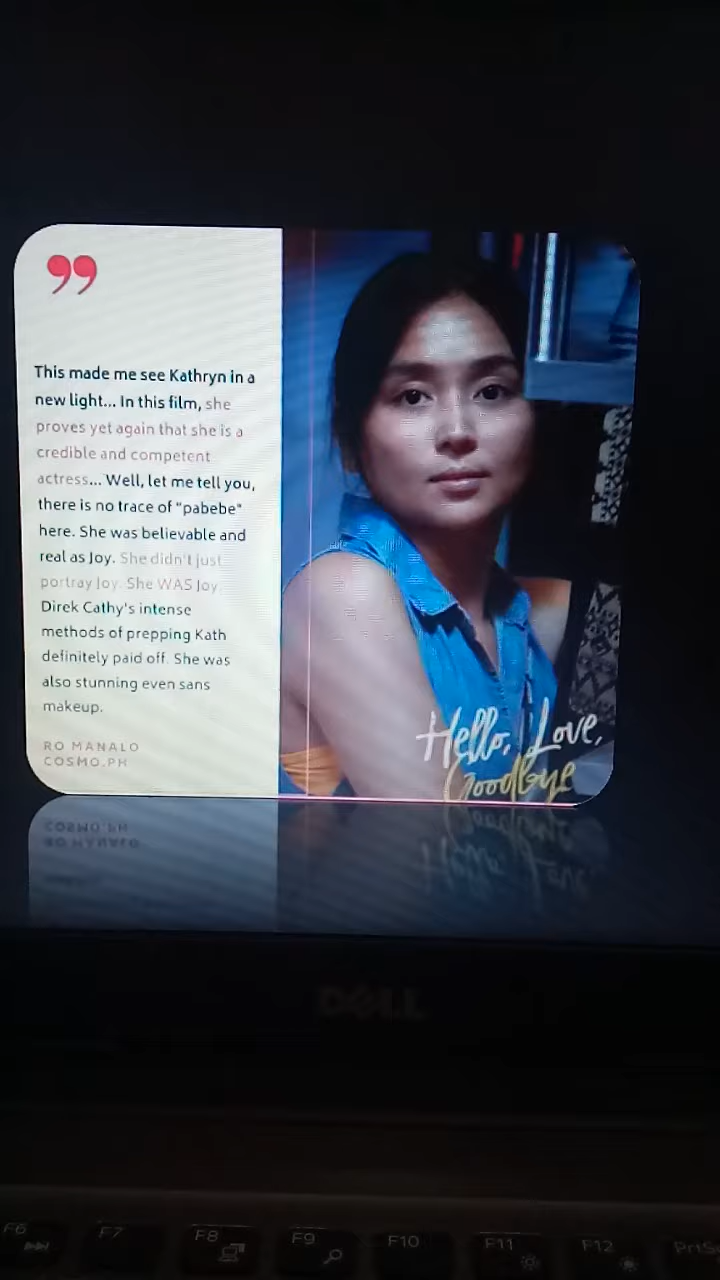 ”
This made me see Kathryn in a
new light... In this film, she
proves yet again that she is a
credible and competent
actress... Well, let me tell you,
there is no trace of "pabebe"
here. She was believable and
real as Joy. She didn't just
portray Joy. She WAS Joy.
Direk Cathy's intense
methods of prepping Kath
definitely paid off. She was
also stunning even sans
makeup.
RO MANALO
COSMO.PH
Hello, Love,
Goodbye
DELL
F6 F7 F8 F9 F10 F11 F12 PrtS